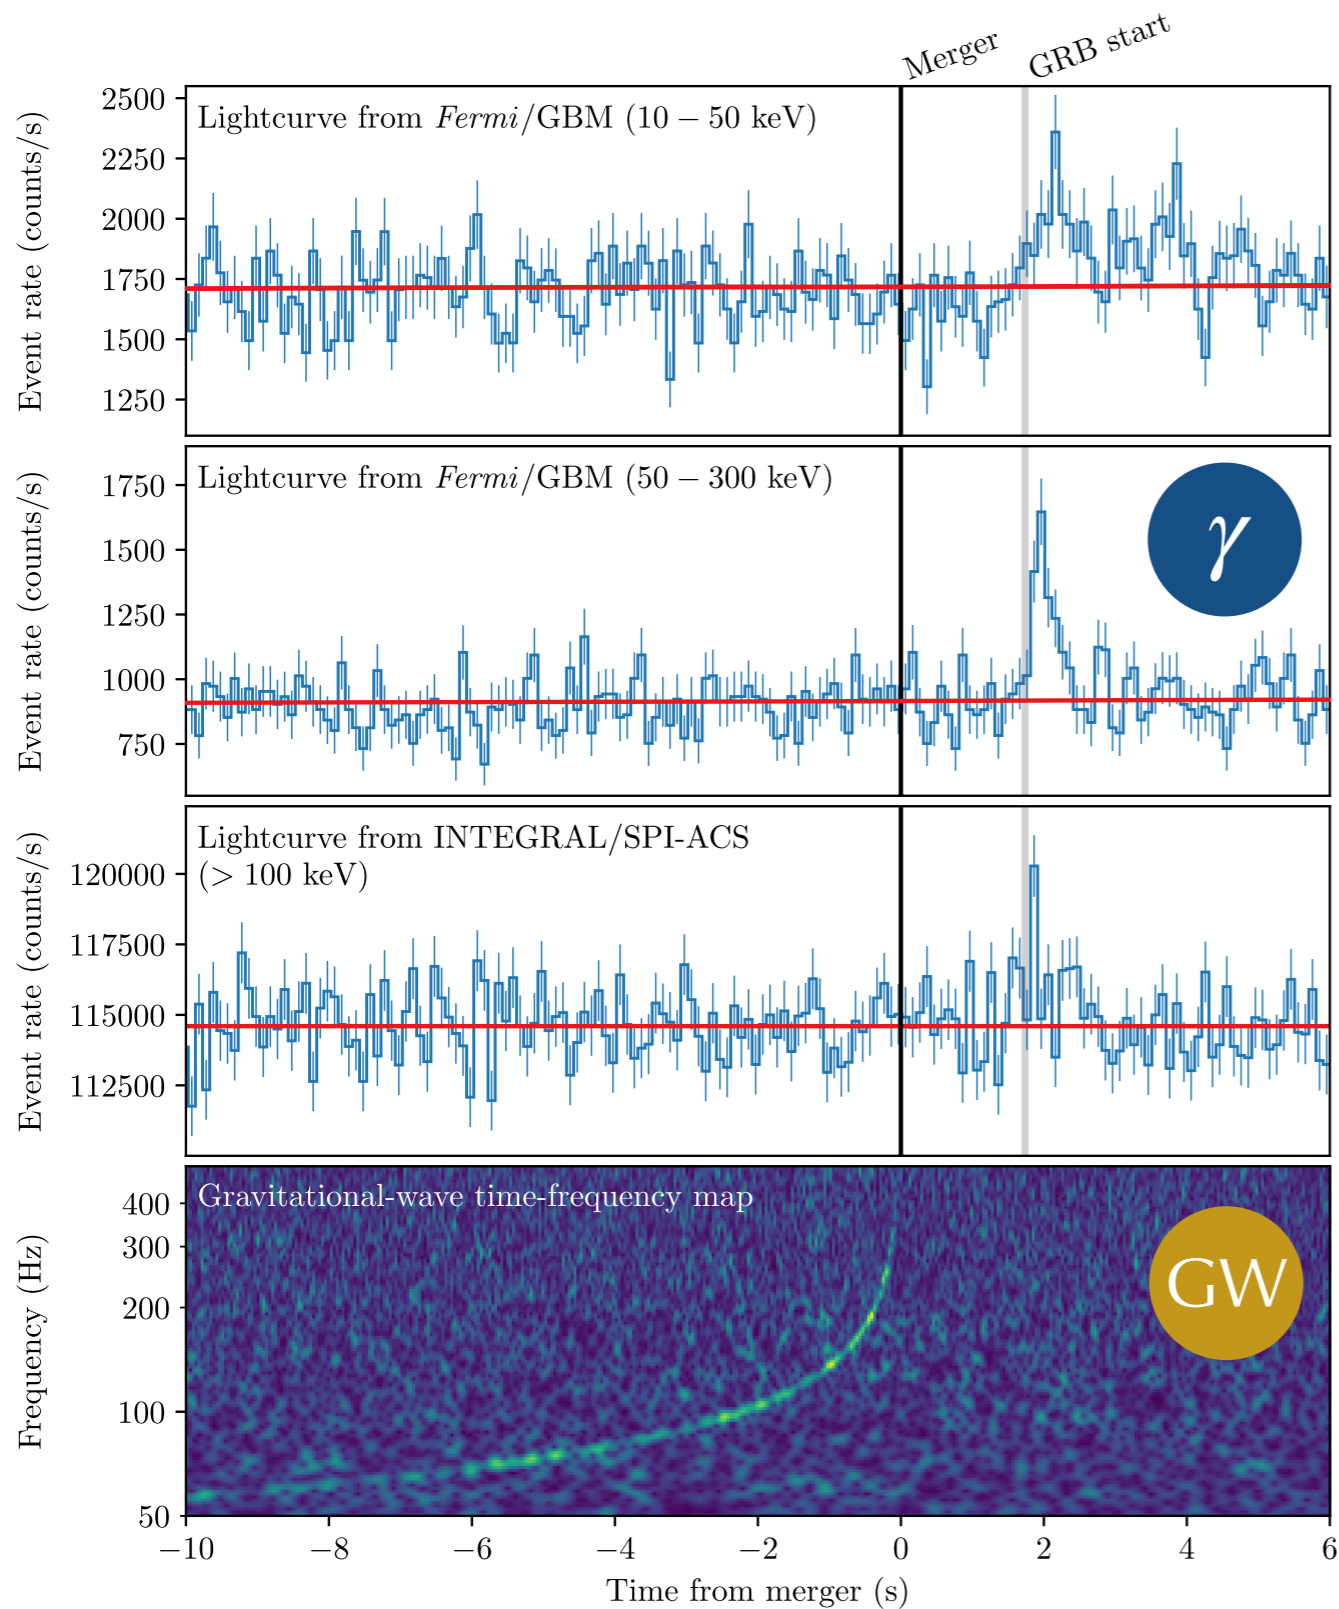 Merger
GRB start
Lightcurve from Fermi/GBM (10 − 50 keV)
Event rate (counts/s)
2500
2250
2000
1750
1500
1250
Lightcurve from Fermi/GBM (50 − 300 keV)
Event rate (counts/s)
1750
1500
1250
1000
750
γ
Lightcurve from INTEGRAL/SPI-ACS
(> 100 keV)
Event rate (counts/s)
120000
117500
115000
112500
Gravitational-wave time-frequency map
Frequency (Hz)
400
300
200
100
50
GW
−10 −8 −6 −4 −2 0 2 4 6
Time from merger (s)